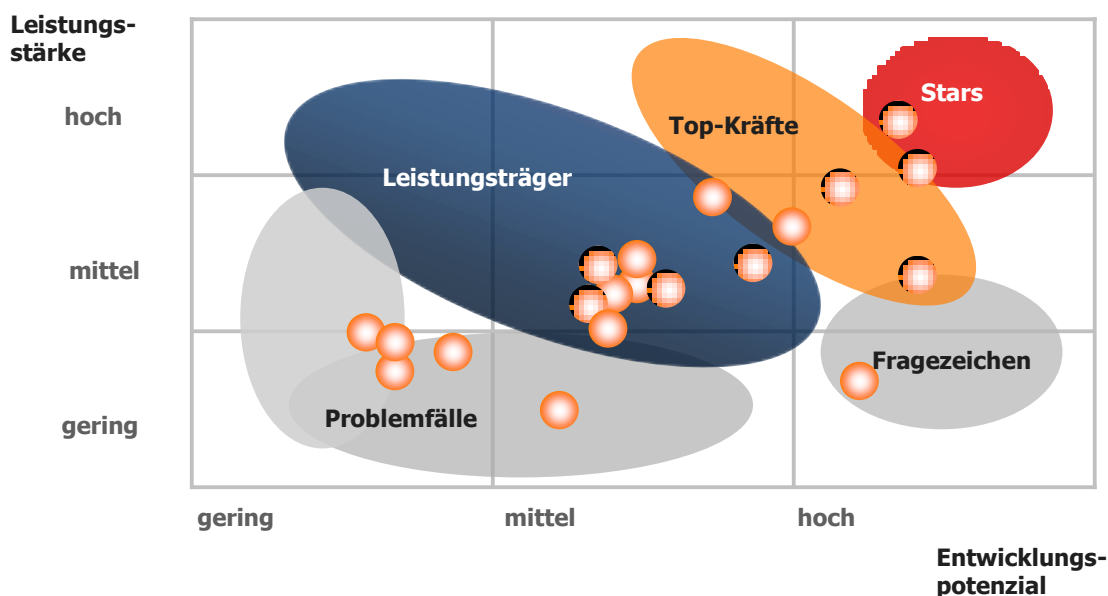 Leistungs-
stärke
hoch
mittel
gering
Stars
Top-Kräfte
Leistungsträger
Fragezeichen
Problemfälle
gering
mittel
hoch
Entwicklungs-
potenzial